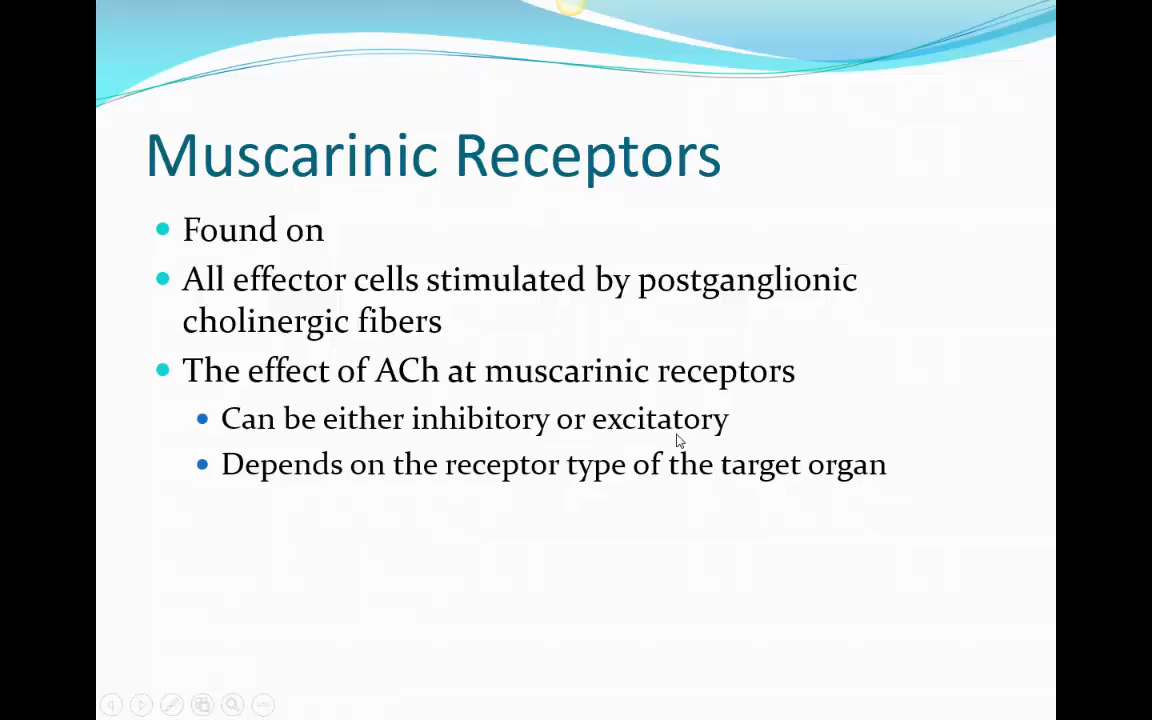 Muscarinic Receptors
Found on
All effector cells stimulated by postganglionic
cholinergic fibers
The effect of ACh at muscarinic receptors
Can be either inhibitory or excitatory
Depends on the receptor type of the target organ